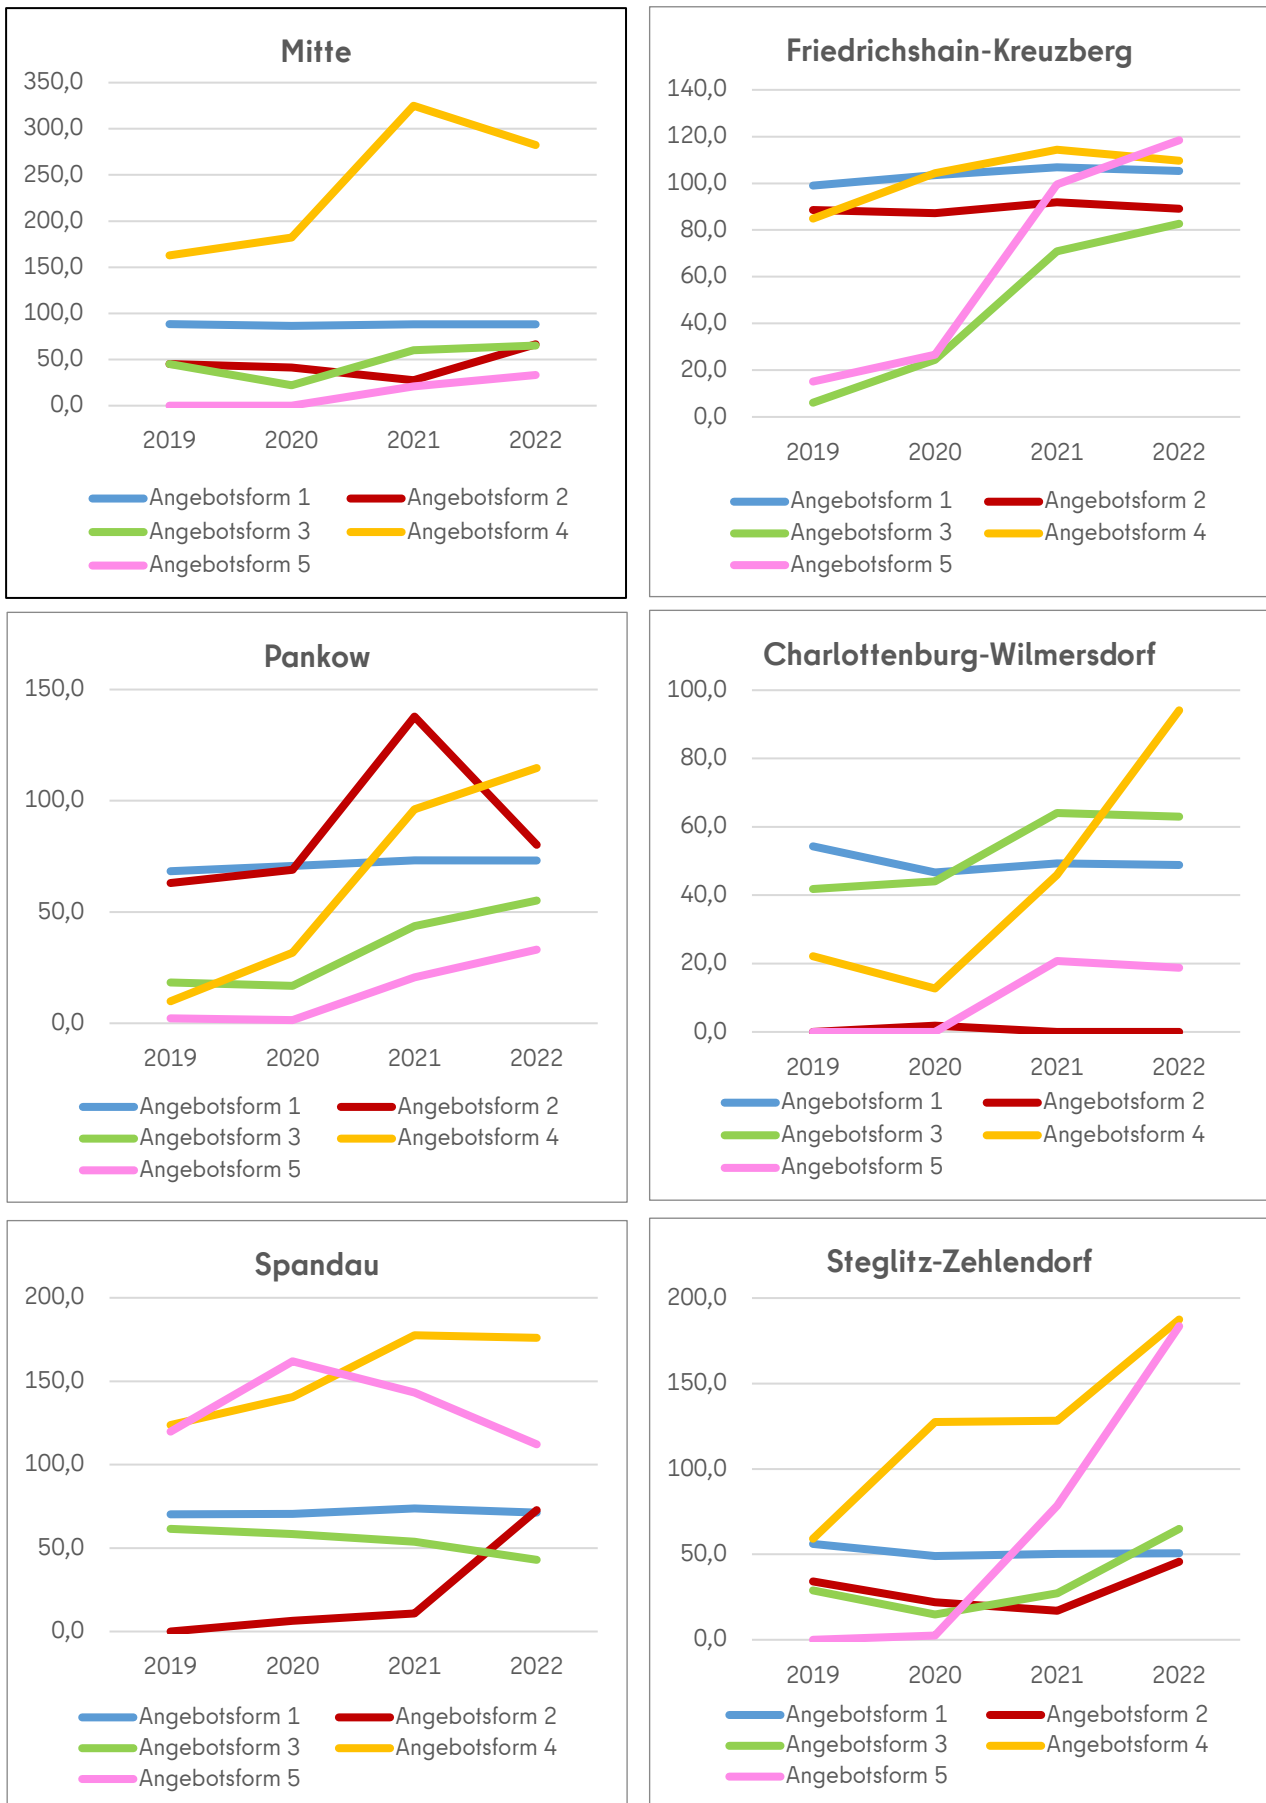 Mitte
350,0
300,0
250,0
200,0
150,0
100,0
50,0
0,0
2019 2020 2021 2022
Angebotsform 1 Angebotsform 2
Angebotsform 3 Angebotsform 4
Angebotsform 5
Friedrichshain-Kreuzberg
140,0
120,0
100,0
80,0
60,0
40,0
20,0
0,0
2019 2020 2021 2022
Angebotsform 1 Angebotsform 2
Angebotsform 3 Angebotsform 4
Angebotsform 5
Pankow
150,0
100,0
50,0
0,0
2019 2020 2021 2022
Angebotsform 1 Angebotsform 2
Angebotsform 3 Angebotsform 4
Angebotsform 5
Charlottenburg-Wilmersdorf
100,0
80,0
60,0
40,0
20,0
0,0
2019 2020 2021 2022
Angebotsform 1 Angebotsform 2
Angebotsform 3 Angebotsform 4
Angebotsform 5
Spandau
200,0
150,0
100,0
50,0
0,0
2019 2020 2021 2022
Angebotsform 1 Angebotsform 2
Angebotsform 3 Angebotsform 4
Angebotsform 5
Steglitz-Zehlendorf
200,0
150,0
100,0
50,0
0,0
2019 2020 2021 2022
Angebotsform 1 Angebotsform 2
Angebotsform 3 Angebotsform 4
Angebotsform 5